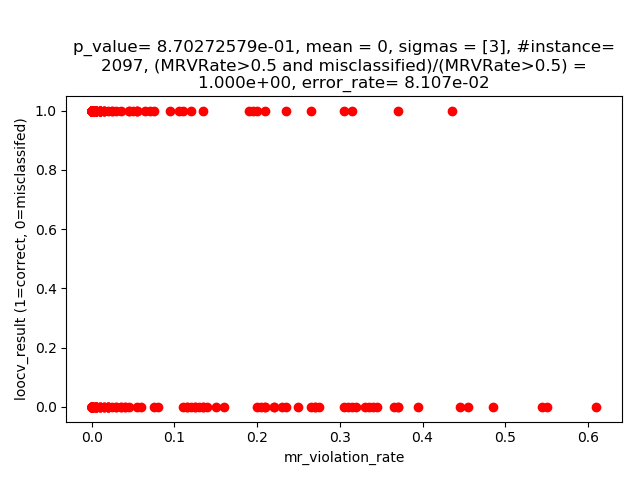 p_value= 8.70272579e-01, mean = 0, sigmas = [3], #instance=
2097, (MRVRate>0.5 and misclassified)/(MRVRate>0.5) =
1.000e+00, error_rate= 8.107e-02
loocv_result (1=correct, 0=misclassifed)
1.0
0.8
0.6
0.4
0.2
0.0
0.0 0.1 0.2 0.3 0.4 0.5 0.6
mr_violation_rate